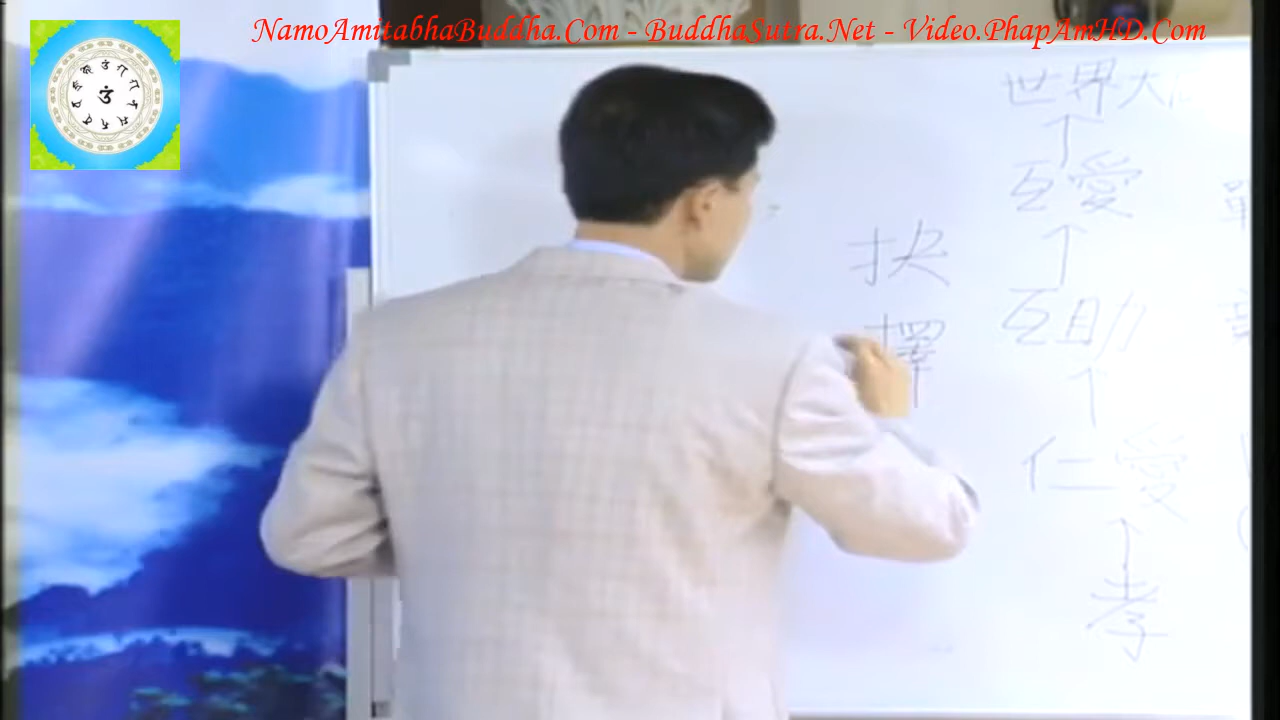 NamoAmitabhaBuddha.Com - BuddhaSutra.Net - Video.PhapAmHD.Com
世界大
互愛
互助
仁愛
孝
抉
擇